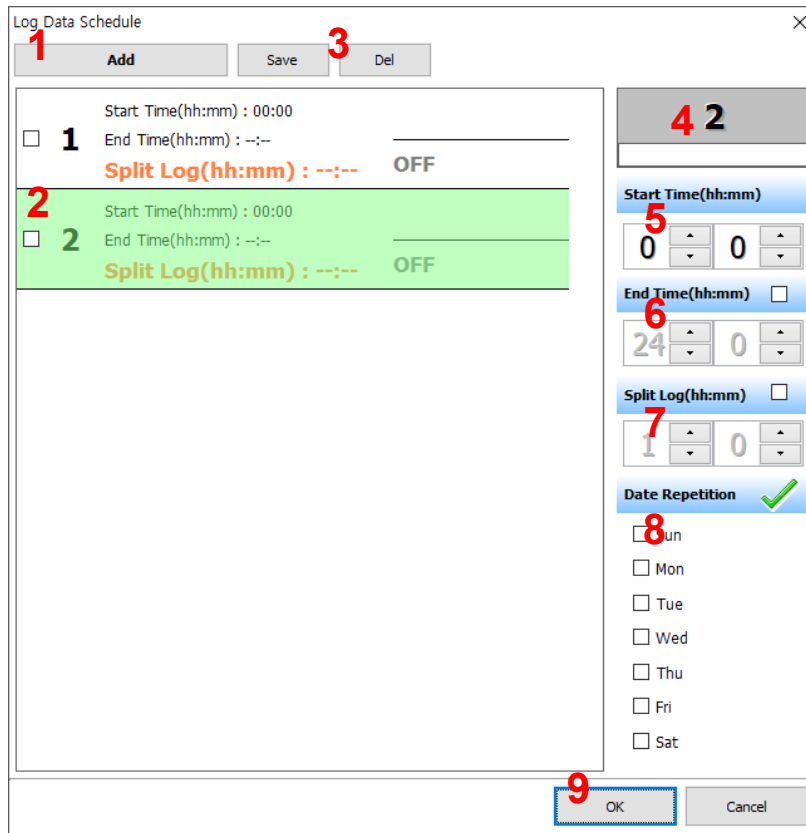 Log Data Schedule
1
Add
Save
3
Del
1
Start Time(hh:mm) : 00:00
End Time(hh:mm) : --:--
Split Log(hh:mm) : --:--
OFF
2
2
Start Time(hh:mm) : 00:00
End Time(hh:mm) : --:--
Split Log(hh:mm) : --:--
OFF
4 2
Start Time(hh:mm)
5
0 0
End Time(hh:mm)
6
24 0
Split Log(hh:mm)
7
1 0
Date Repetition
8
Sun
Mon
Tue
Wed
Thu
Fri
Sat
9
OK
Cancel